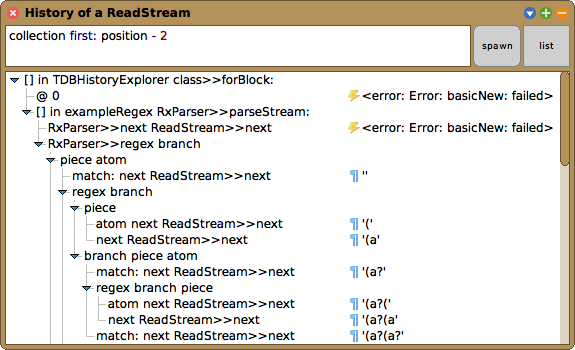 History of a ReadStream
collection first: position - 2
spawn
list
[] in TDBHistoryExplorer class>>forBlock:
@ 0 <error: Error: basicNew: failed>
[] in exampleRegex RxParser>>parseStream:
RxParser>>next ReadStream>>next <error: Error: basicNew: failed>
RxParser>>regex branch
piece atom
match: next ReadStream>>next ¶ ''
regex branch
piece
atom next ReadStream>>next ¶ '('
next ReadStream>>next ¶ '(a'
branch piece atom
match: next ReadStream>>next ¶ '(a?'
regex branch piece
atom next ReadStream>>next ¶ '(a?('
next ReadStream>>next ¶ '(a?(a'
match: next ReadStream>>next ¶ '(a?(a?'